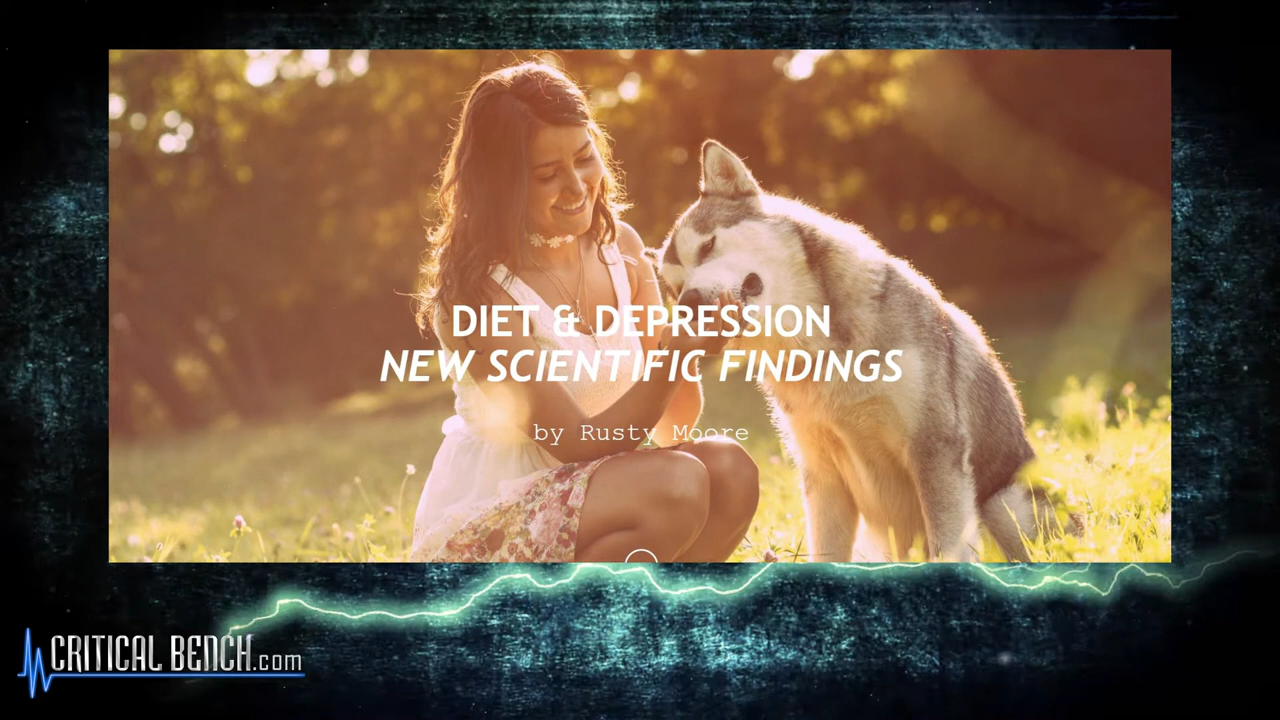 DIET & DEPRESSION
NEW SCIENTIFIC FINDINGS
by Rusty Moore
CRITICAL BENCH.com